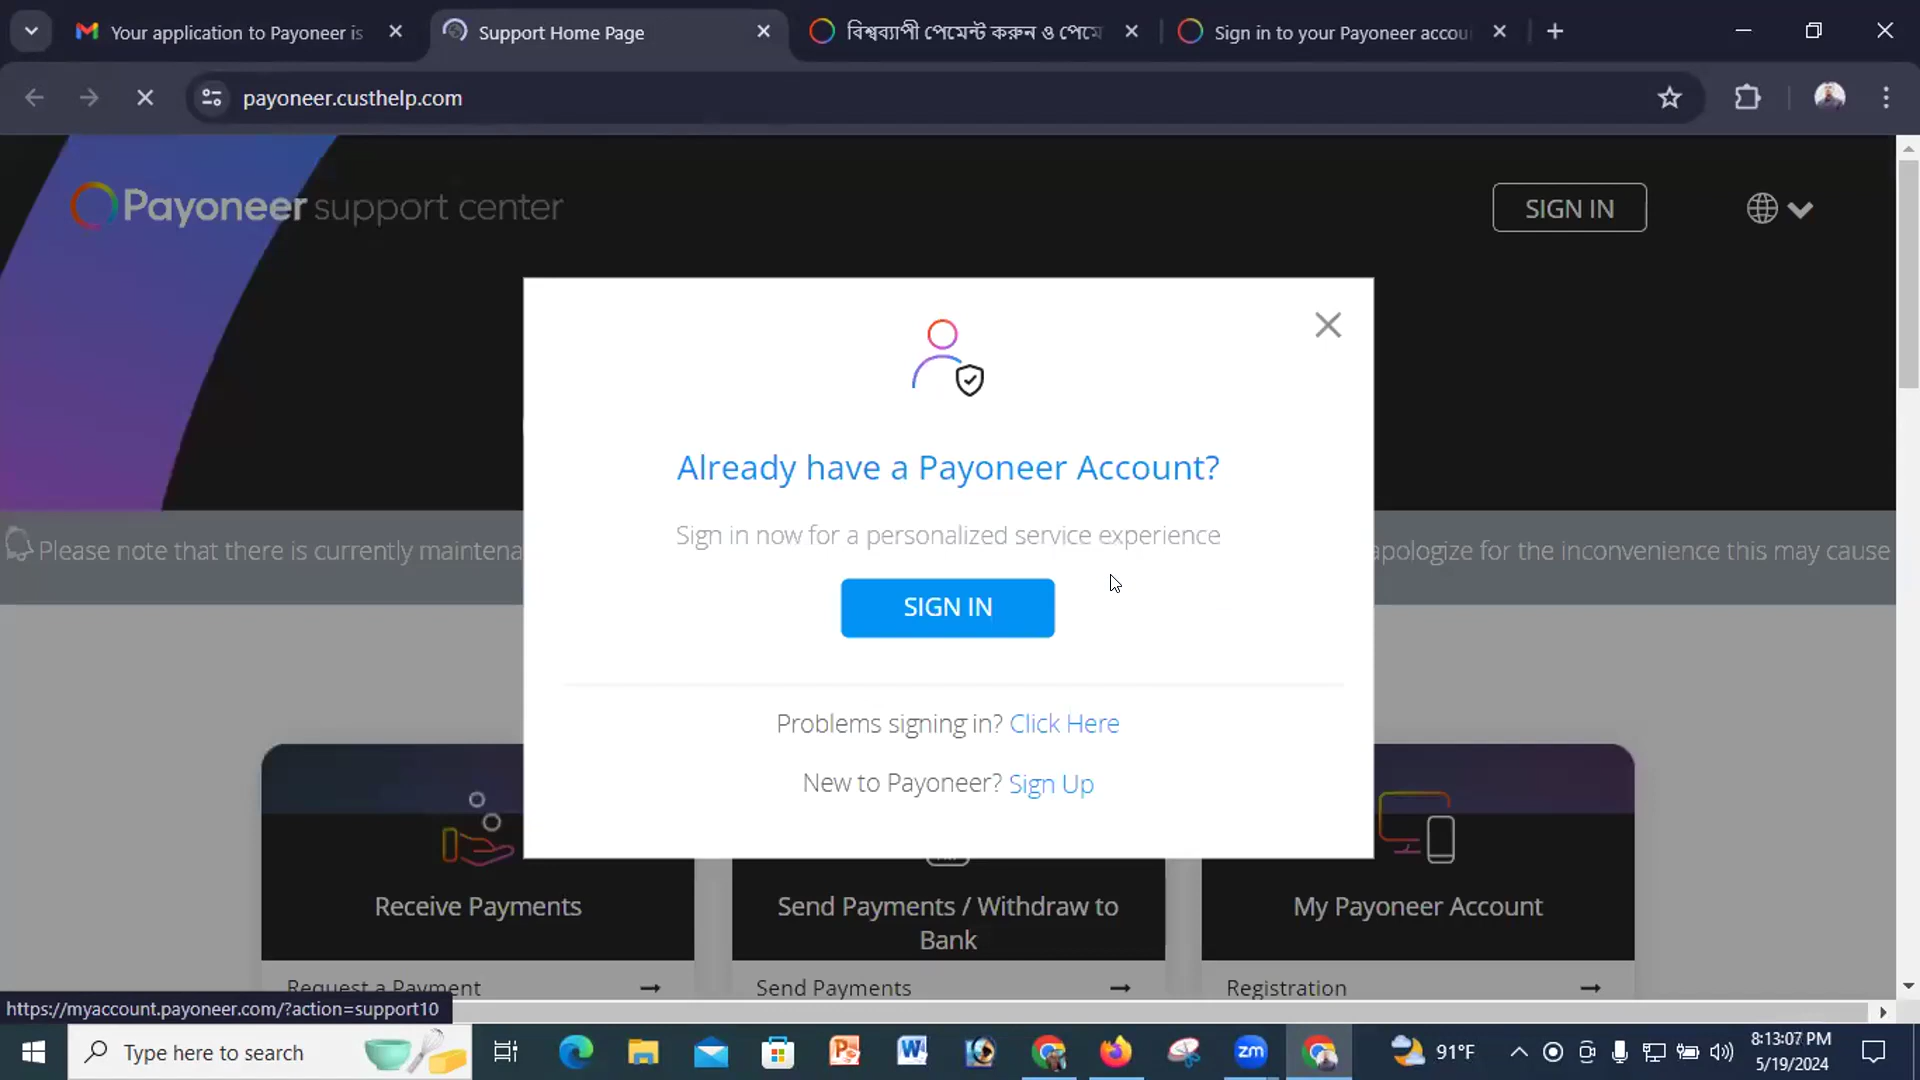 Your application to Payoneer is
Support Home Page
বিশ্বব্যাপী পেমেন্ট করুন ও পেমে
Sign in to your Payoneer accou
payoneer.custhelp.com
Payoneer support center
SIGN IN
Already have a Payoneer Account?
Sign in now for a personalized service experience
SIGN IN
Problems signing in? Click Here
New to Payoneer? Sign Up
Please note that there is currently maintena
apologize for the inconvenience this may cause
Receive Payments
Send Payments / Withdraw to
Bank
My Payoneer Account
Request a Payment
Send Payments
Registration
https://myaccount.payoneer.com/?action=support10
Type here to search
zm
91°F
8:13:07 PM
5/19/2024